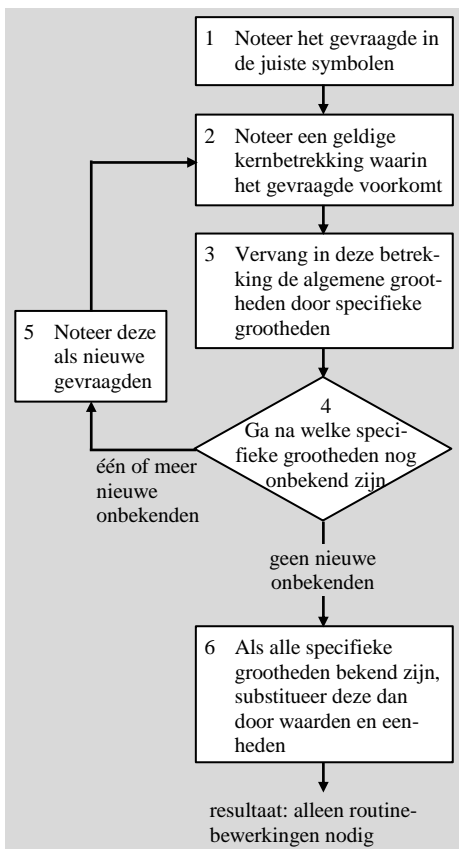 1 Noteer het gevraagde in
de juiste symbolen
2 Noteer een geldige
kernbetrekking waarin
het gevraagde voorkomt
3 Vervang in deze betrek-
kking de algemene groot-
heden door specifieke
grootheden
4
Ga na welke speci-
fieke grootheden nog
onbekend zijn
5 Noteer deze
als nieuwe
gevraagden
één of meer
nieuwe
onbekenden
geen nieuwe
onbekenden
6 Als alle specifieke
grootheden bekend zijn,
substitueer deze dan
door waarden en een-
heden
resultaat: alleen routine-
bewerkingen nodig